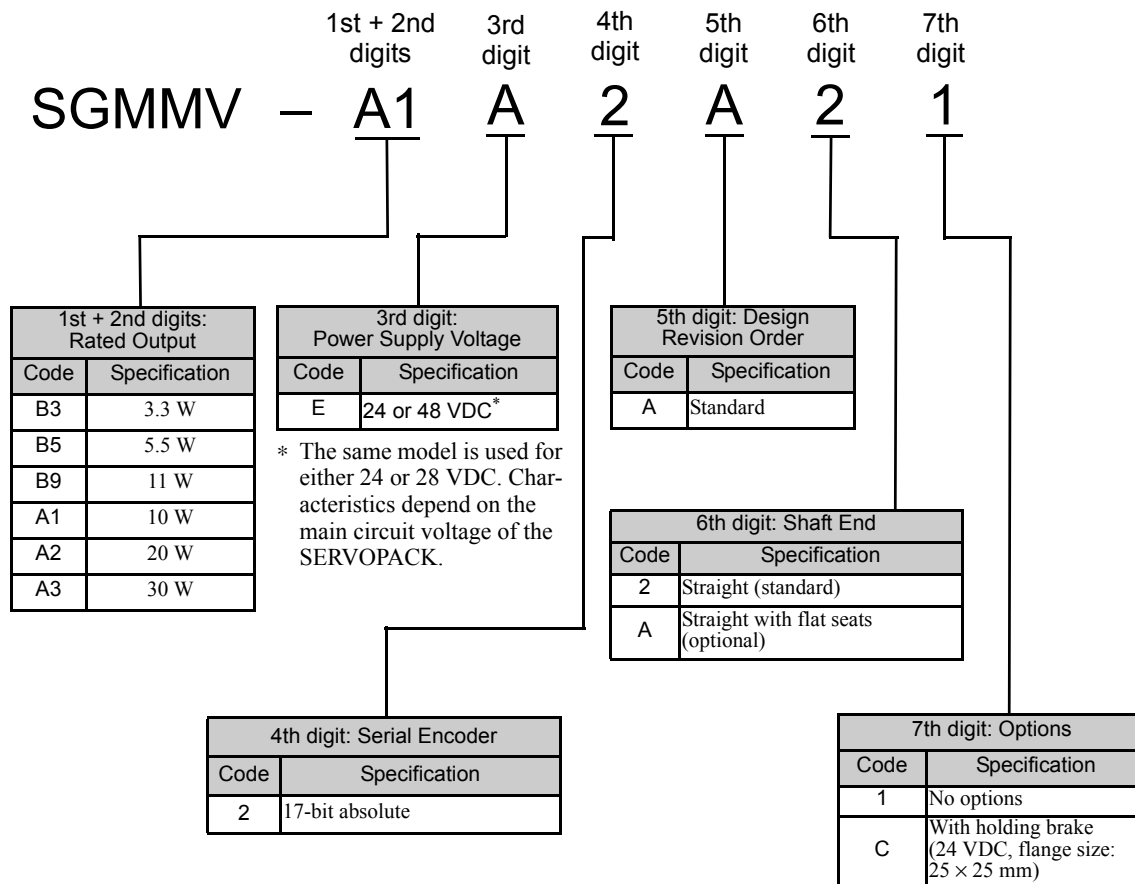 1st + 2nd digits
3rd digit
4th digit
5th digit
6th digit
7th digit
SGMMV – A1 A 2 A 2 1
1st + 2nd digits:
Rated Output
Code Specification
B3 3.3 W
B5 5.5 W
B9 11 W
A1 10 W
A2 20 W
A3 30 W
3rd digit:
Power Supply Voltage
Code Specification
E 24 or 48 VDC*
* The same model is used for
either 24 or 28 VDC. Char-
acteristics depend on the
main circuit voltage of the
SERVOPACK.
5th digit: Design
Revision Order
Code Specification
A Standard
6th digit: Shaft End
Code Specification
2 Straight (standard)
A Straight with flat seats
(optional)
4th digit: Serial Encoder
Code Specification
2 17-bit absolute
7th digit: Options
Code Specification
1 No options
C With holding brake
(24 VDC, flange size:
25 × 25 mm)